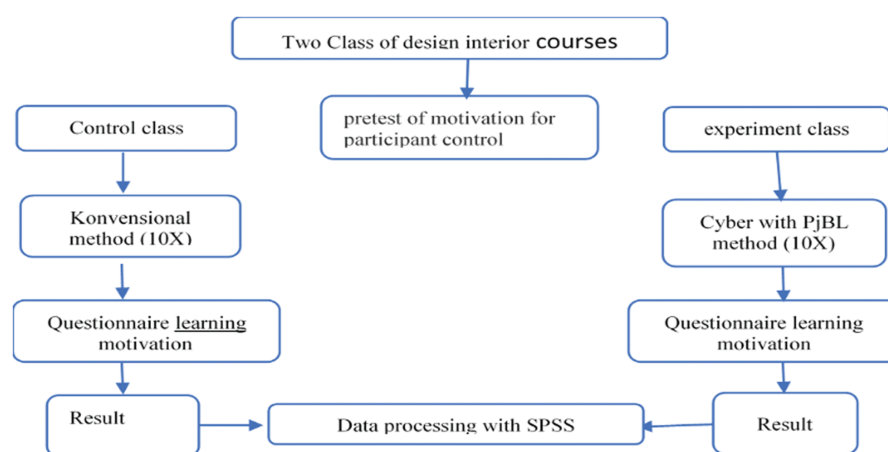 Two Class of design interior courses
pretest of motivation for
participant control
Control class
experiment class
Konvensional
method (10X)
Cyber with PjBL
method (10X)
Questionnaire learning
motivation
Questionnaire learning
motivation
Result
Data processing with SPSS
Result